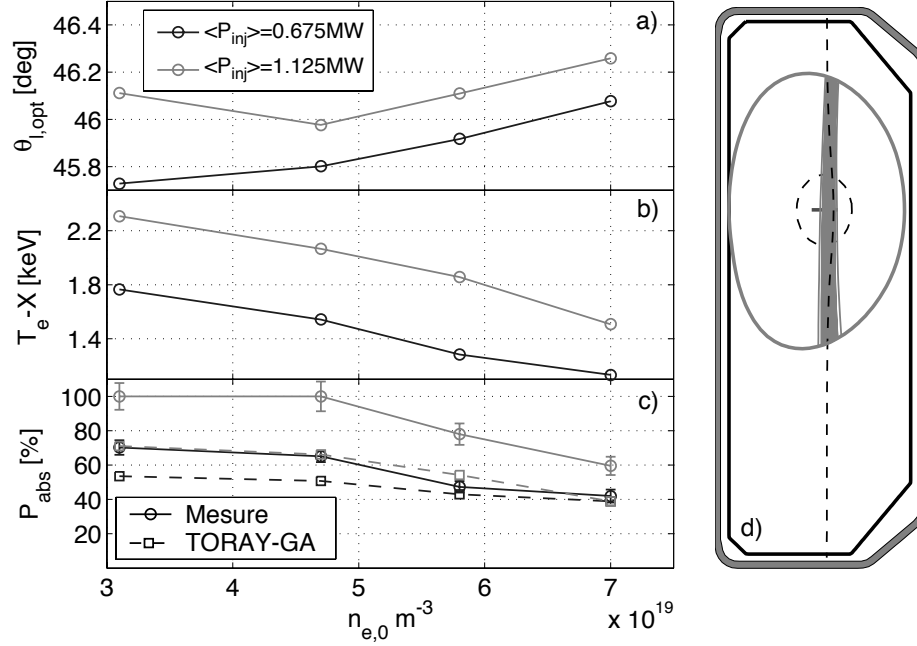 a)
<P_inj>=0.675MW
<P_inj>=1.125MW
θ_l,opt [deg]
46.4
46.2
46
45.8
b)
T_e-X [keV]
2.2
1.8
1.4
c)
P_abs [%]
100
80
60
40
20
Mesure
TORAY-GA
3 4 5 6 7
n_e,0 m^-3
x 10^19
d)